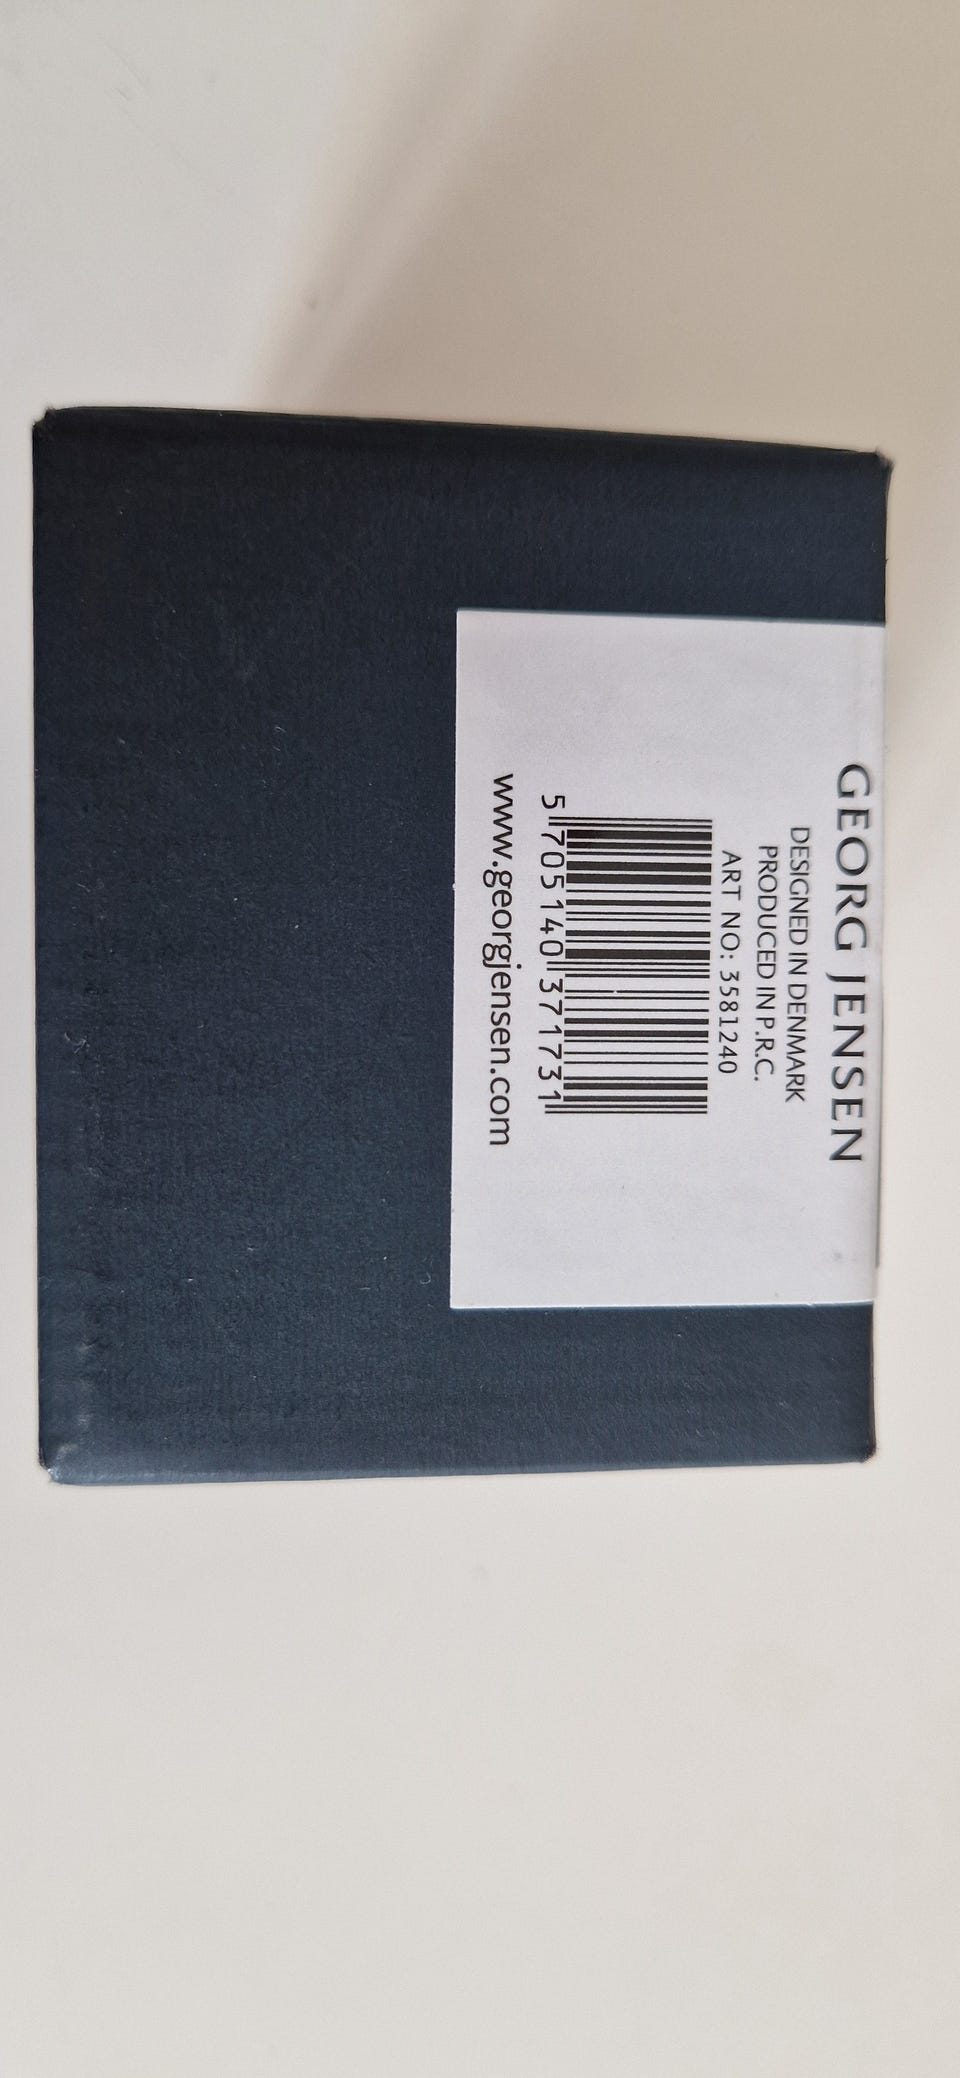 GEORG JENSEN
DESIGNED IN DENMARK
PRODUCED IN P.R.C.
ART NO: 3581240
5 705140 371731
www.georgjensen.com